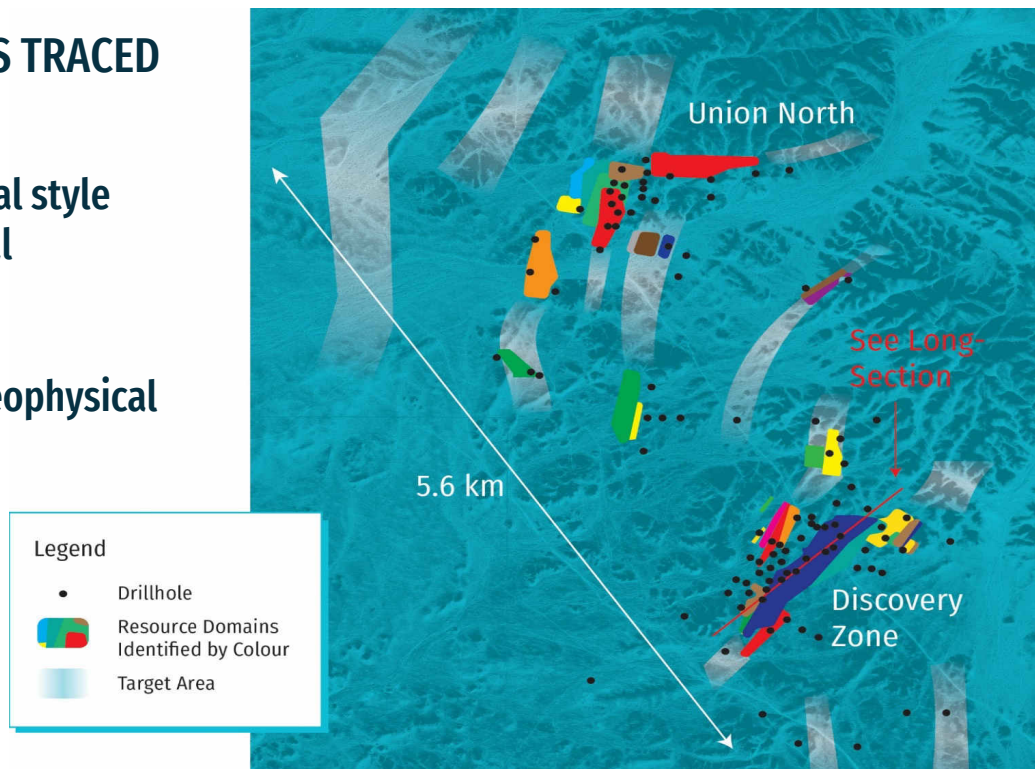 S TRACED
al style
al
eophysical
Union North
See Long-
Section
5.6 km
Discovery
Zone
Legend
Drillhole
Resource Domains
Identified by Colour
Target Area